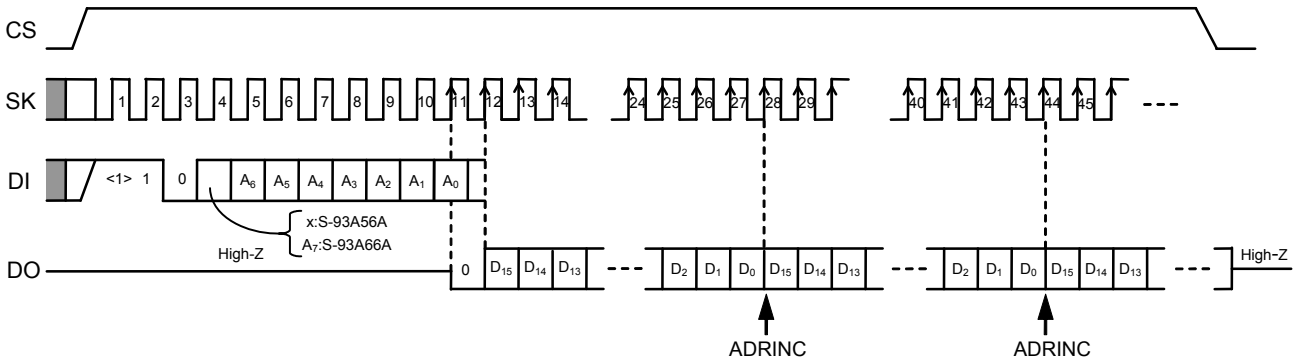 CS
SK 1 2 3 4 5 6 7 8 9 10 11 12 13 14 24 25 26 27 28 29 40 41 42 43 44 45
DI <1> 1 0 A6 A5 A4 A3 A2 A1 A0
x:S-93A56A
A7:S-93A66A
High-Z
DO 0 D15 D14 D13 D2 D1 D0 D15 D14 D13 D2 D1 D0 D15 D14 D13 High-Z
ADRINC ADRINC